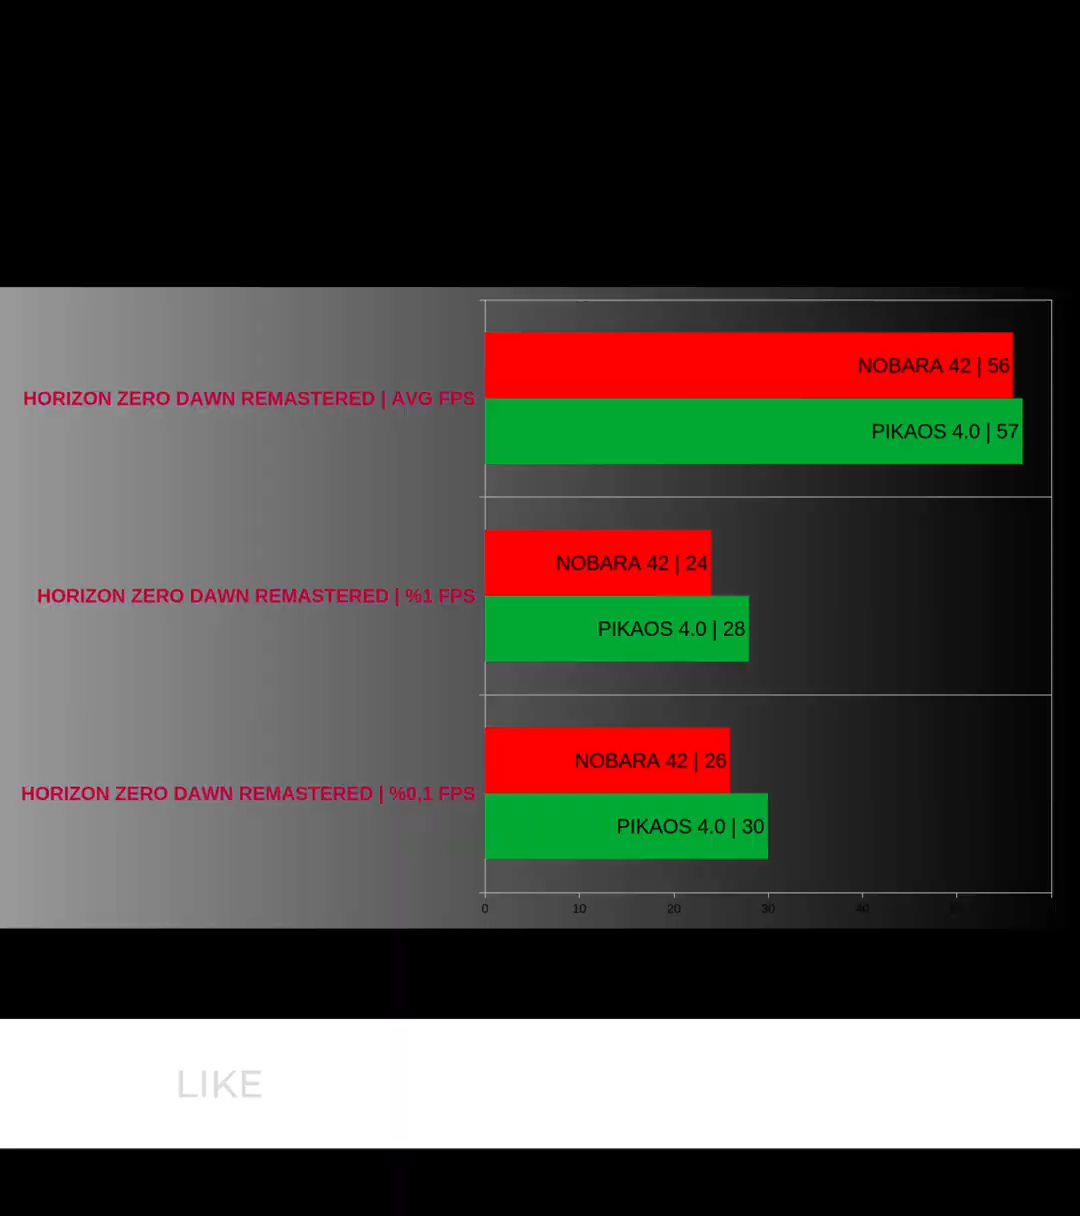 NOBARA 42 | 56
HORIZON ZERO DAWN REMASTERED | AVG FPS
PIKAOS 4.0 | 57
NOBARA 42 | 24
HORIZON ZERO DAWN REMASTERED | %1 FPS
PIKAOS 4.0 | 28
NOBARA 42 | 26
HORIZON ZERO DAWN REMASTERED | %0,1 FPS
PIKAOS 4.0 | 30
0 10 20 30 40
LIKE